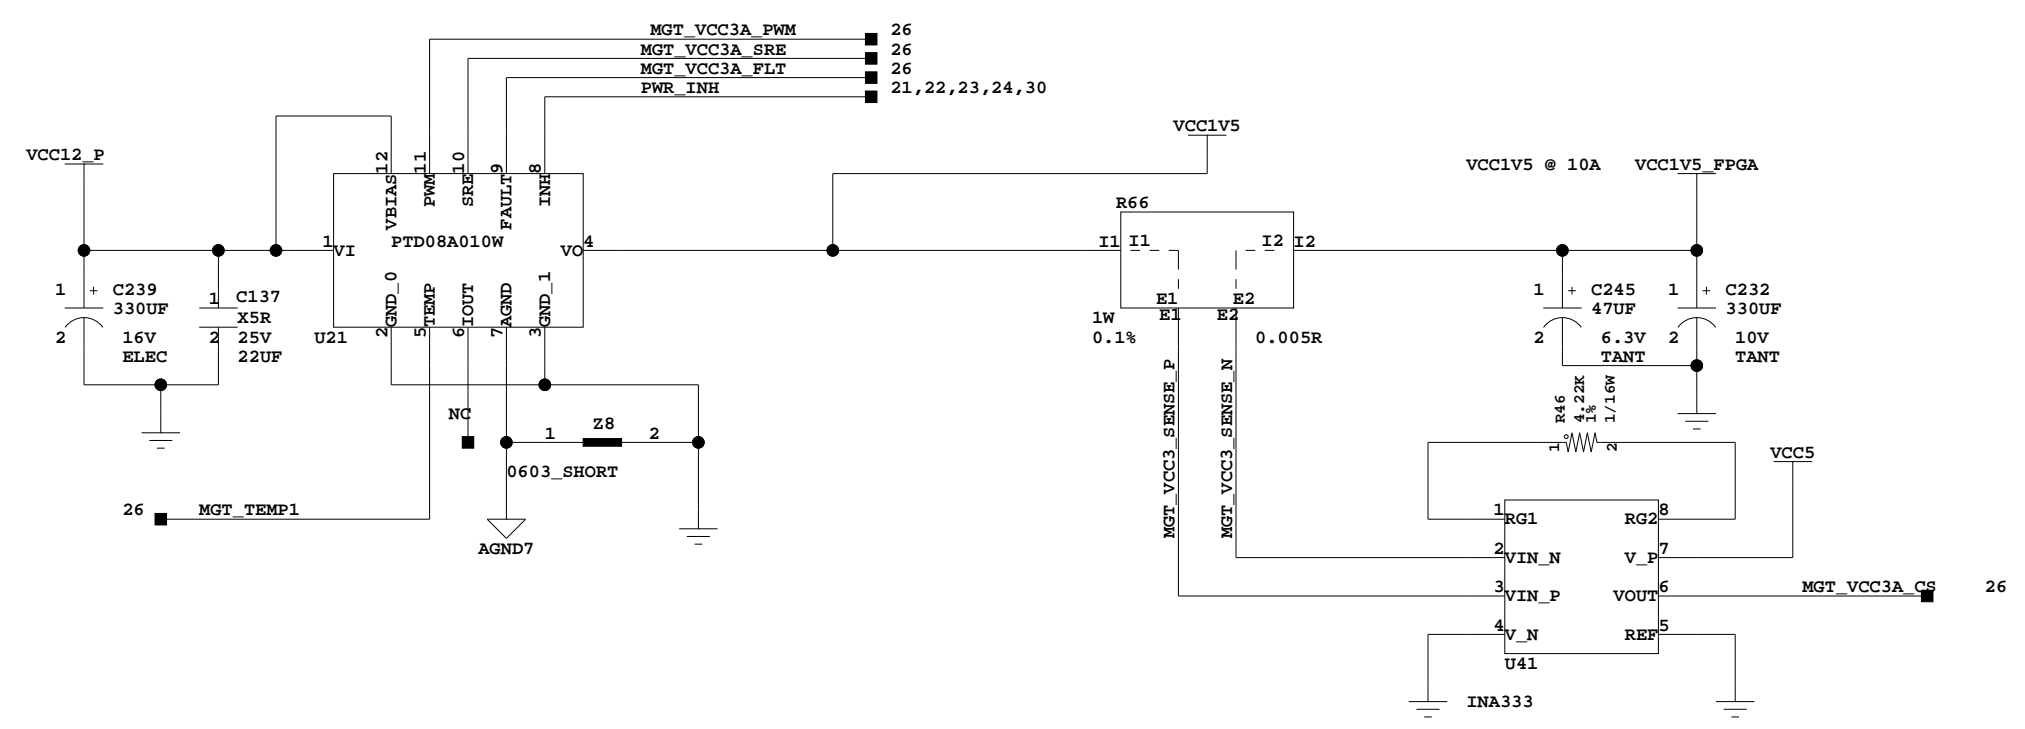 MGT_VCC3A_PWM 26
MGT_VCC3A_SRE 26
MGT_VCC3A_FLT 26
PWR_INH 21,22,23,24,30
VCC12_P
VCC1V5
VCC1V5 @ 10A VCC1V5_FPGA
12 11 10 9 8
VBIAS PWM SRE FAULT INH
PTD08A010W
1 VI
VO 4
GND_0 TEMP IOUT AGND GND_1
2 5 6 7 3
U21
1 + C239
330UF
2 16V
ELEC
1 C137
X5R
2 25V
22UF
R66
I1 I1 I2 I2
E1 E2
E1 E2
1W
0.1%
0.005R
1 + C245
47UF
2 6.3V
TANT
1 + C232
330UF
2 10V
TANT
NC
1 Z8 2
0603_SHORT
26 MGT_TEMP1
AGND7
MGT_VCC3_SENSE_P
MGT_VCC3_SENSE_N
R46
4.22K
1%
1/16W
1 2
VCC5
1 RG1 RG2 8
2 VIN_N V_P 7
3 VIN_P VOUT 6
4 V_N REF 5
MGT_VCC3A_CS 26
U41
INA333